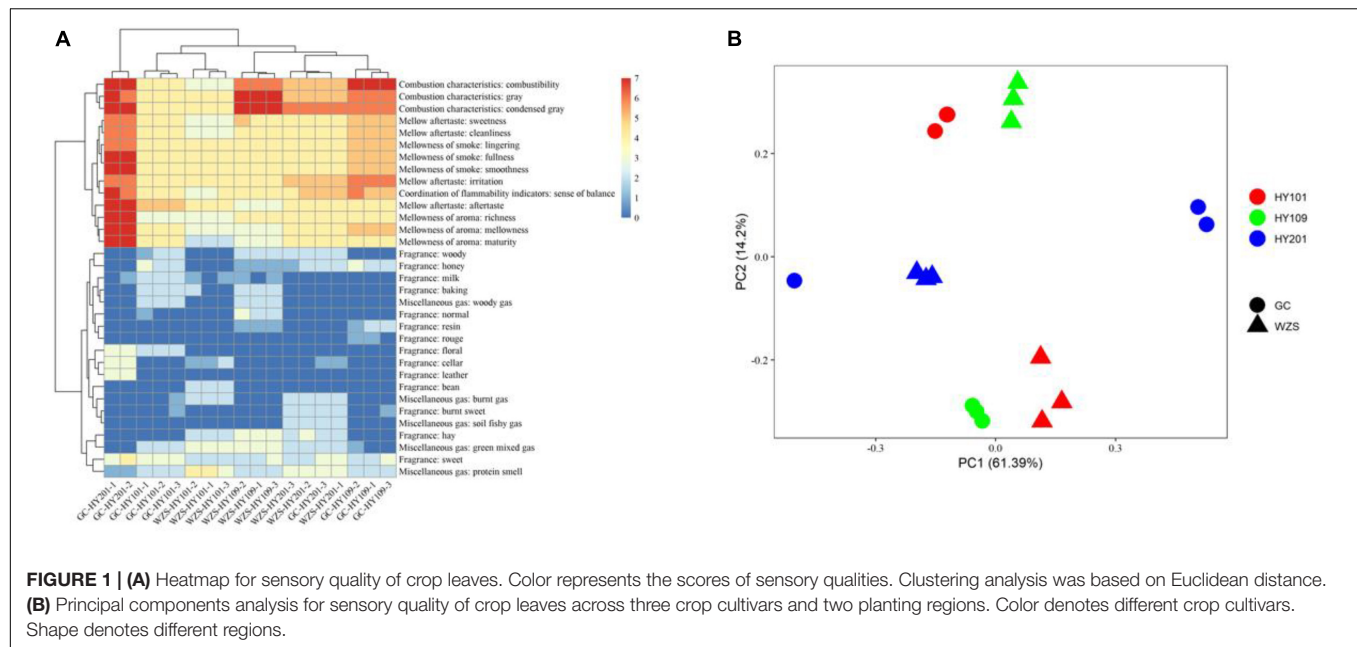 A
B
7
6
5
4
3
2
1
0
Combustion characteristics: combustibility
Combustion characteristics: gray
Combustion characteristics: condensed gray
Mellow aftertaste: sweetness
Mellow aftertaste: cleanliness
Mellowness of smoke: lingering
Mellowness of smoke: fullness
Mellowness of smoke: smoothness
Mellow aftertaste: irritation
Coordination of flammability indicators: sense of balance
Mellow aftertaste: aftertaste
Mellowness of aroma: richness
Mellowness of aroma: mellowness
Mellowness of aroma: maturity
Fragrance: woody
Fragrance: honey
Fragrance: milk
Fragrance: baking
Miscellaneous gas: woody gas
Fragrance: normal
Fragrance: resin
Fragrance: rouge
Fragrance: floral
Fragrance: cellar
Fragrance: leather
Fragrance: bean
Miscellaneous gas: burnt gas
Fragrance: burnt sweet
Miscellaneous gas: soil fishy gas
Fragrance: hay
Miscellaneous gas: green mixed gas
Fragrance: sweet
Miscellaneous gas: protein smell
GC-HY201-1
GC-HY201-2
GC-HY101-1
GC-HY101-2
GC-HY101-3
WZS-HY101-2
WZS-HY101-1
WZS-HY101-3
WZS-HY109-2
WZS-HY109-1
WZS-HY109-3
WZS-HY201-3
WZS-HY201-2
GC-HY201-3
WZS-HY201-1
GC-HY109-2
GC-HY109-1
GC-HY109-3
PC2 (14.2%)
0.2
0.0
-0.2
-0.3
0.0
0.3
PC1 (61.39%)
HY101
HY109
HY201
GC
WZS
FIGURE 1 | (A) Heatmap for sensory quality of crop leaves. Color represents the scores of sensory qualities. Clustering analysis was based on Euclidean distance.
(B) Principal components analysis for sensory quality of crop leaves across three crop cultivars and two planting regions. Color denotes different crop cultivars.
Shape denotes different regions.